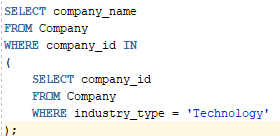 SELECT company_name
FROM Company
WHERE company_id IN
(
    SELECT company_id
    FROM Company
    WHERE industry_type = 'Technology'
);